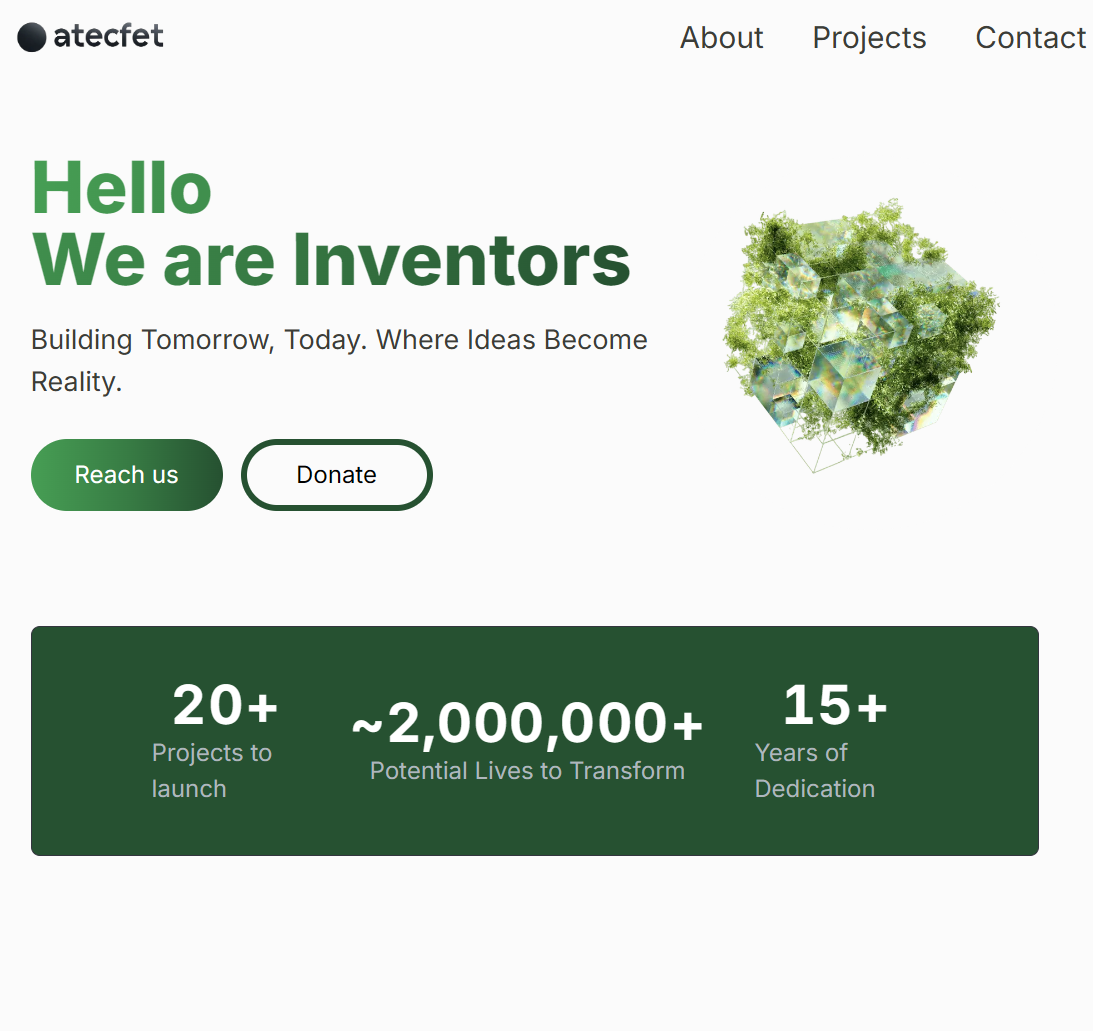 atecfet
About Projects Contact
Hello
We are Inventors
Building Tomorrow, Today. Where Ideas Become
Reality.
Reach us
Donate
20+
Projects to
launch
~2,000,000+
Potential Lives to Transform
15+
Years of
Dedication